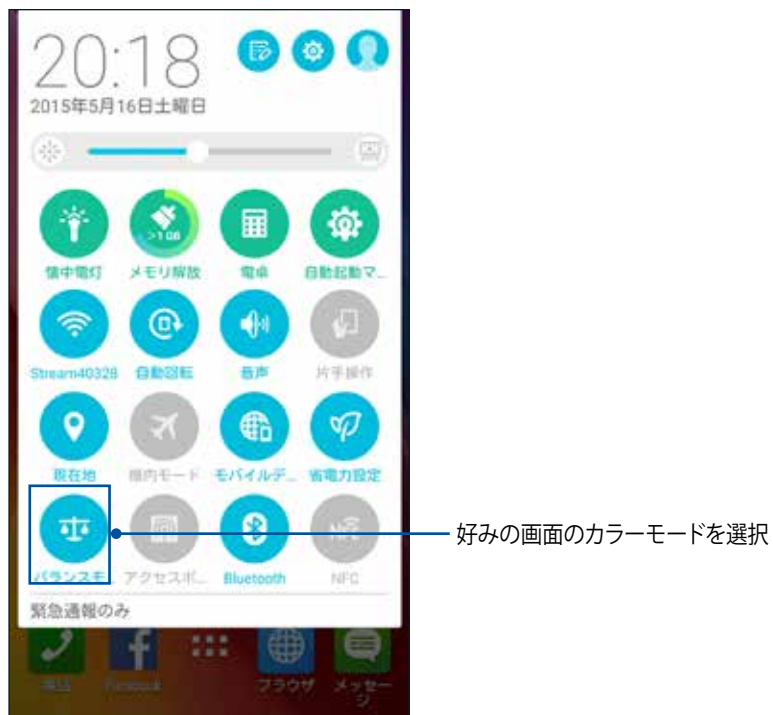 20:18
2015年5月16日土曜日
懐中電灯 メモリ解放 電卓 自動起動マ...
Stream40328 自動回転 音声 片手操作
現在地 機内モード モバイルデ... 省電力設定
バランスモ... アクセスポ... Bluetooth NFC
好みの画面のカラーモードを選択
緊急通報のみ
Facebook ブラウザ メッセー
ジ